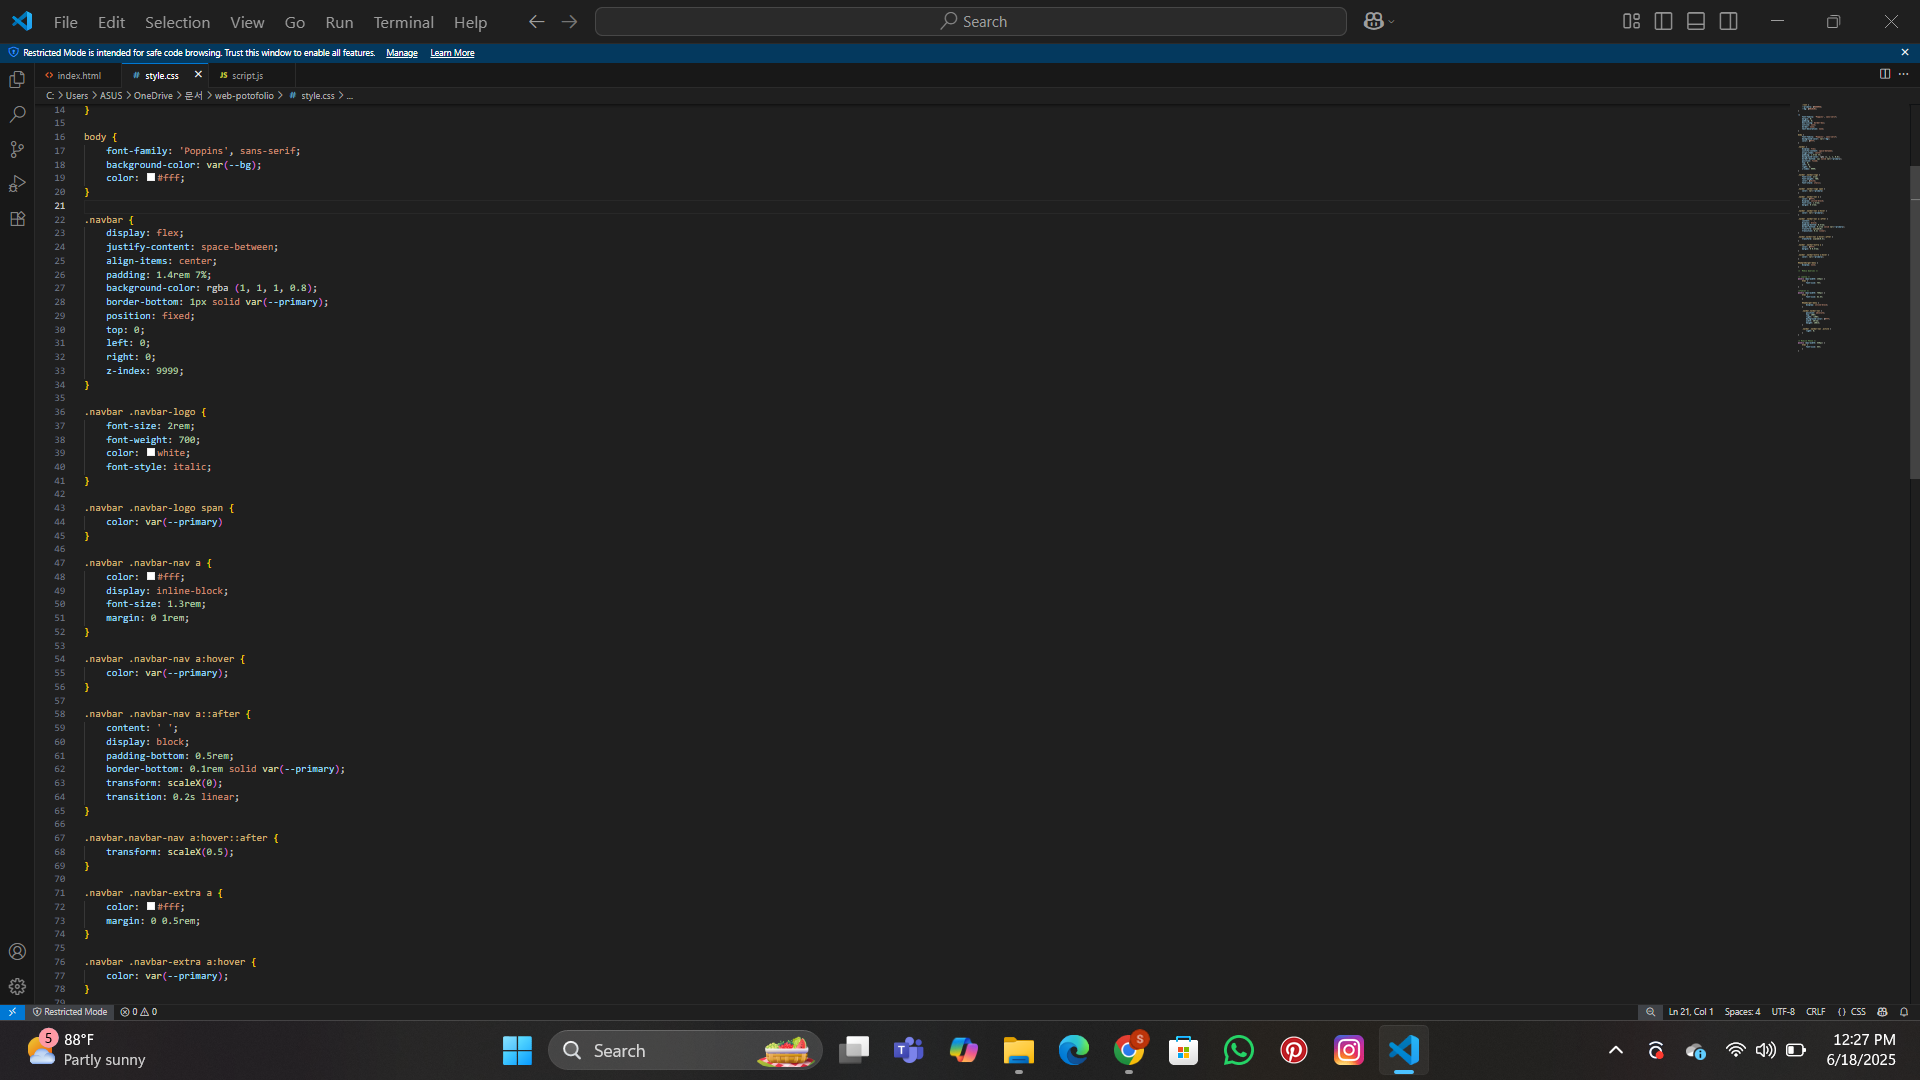 File Edit Selection View Go Run Terminal Help Search
Restricted Mode is intended for safe code browsing. Trust this window to enable all features. Manage Learn More
index.html # style.css JS script.js
C: > Users > ASUS > OneDrive > 문서 > web-potofolio > # style.css > ...
14 }
15
16 body {
17 font-family: 'Poppins', sans-serif;
18 background-color: var(--bg);
19 color: #fff;
20 }
21
22 .navbar {
23 display: flex;
24 justify-content: space-between;
25 align-items: center;
26 padding: 1.4rem 7%;
27 background-color: rgba (1, 1, 1, 0.8);
28 border-bottom: 1px solid var(--primary);
29 position: fixed;
30 top: 0;
31 left: 0;
32 right: 0;
33 z-index: 9999;
34 }
35
36 .navbar .navbar-logo {
37 font-size: 2rem;
38 font-weight: 700;
39 color: white;
40 font-style: italic;
41 }
42
43 .navbar .navbar-logo span {
44 color: var(--primary)
45 }
46
47 .navbar .navbar-nav a {
48 color: #fff;
49 display: inline-block;
50 font-size: 1.3rem;
51 margin: 0 1rem;
52 }
53
54 .navbar .navbar-nav a:hover {
55 color: var(--primary);
56 }
57
58 .navbar .navbar-nav a::after {
59 content: ' ';
60 display: block;
61 padding-bottom: 0.5rem;
62 border-bottom: 0.1rem solid var(--primary);
63 transform: scaleX(0);
64 transition: 0.2s linear;
65 }
66
67 .navbar.navbar-nav a:hover::after {
68 transform: scaleX(0.5);
69 }
70
71 .navbar .navbar-extra a {
72 color: #fff;
73 margin: 0 0.5rem;
74 }
75
76 .navbar .navbar-extra a:hover {
77 color: var(--primary);
78 }
79
Restricted Mode 0 0 Ln 21, Col 1 Spaces: 4 UTF-8 CRLF {} CSS
5 88°F
Partly sunny
Search
S
12:27 PM
6/18/2025